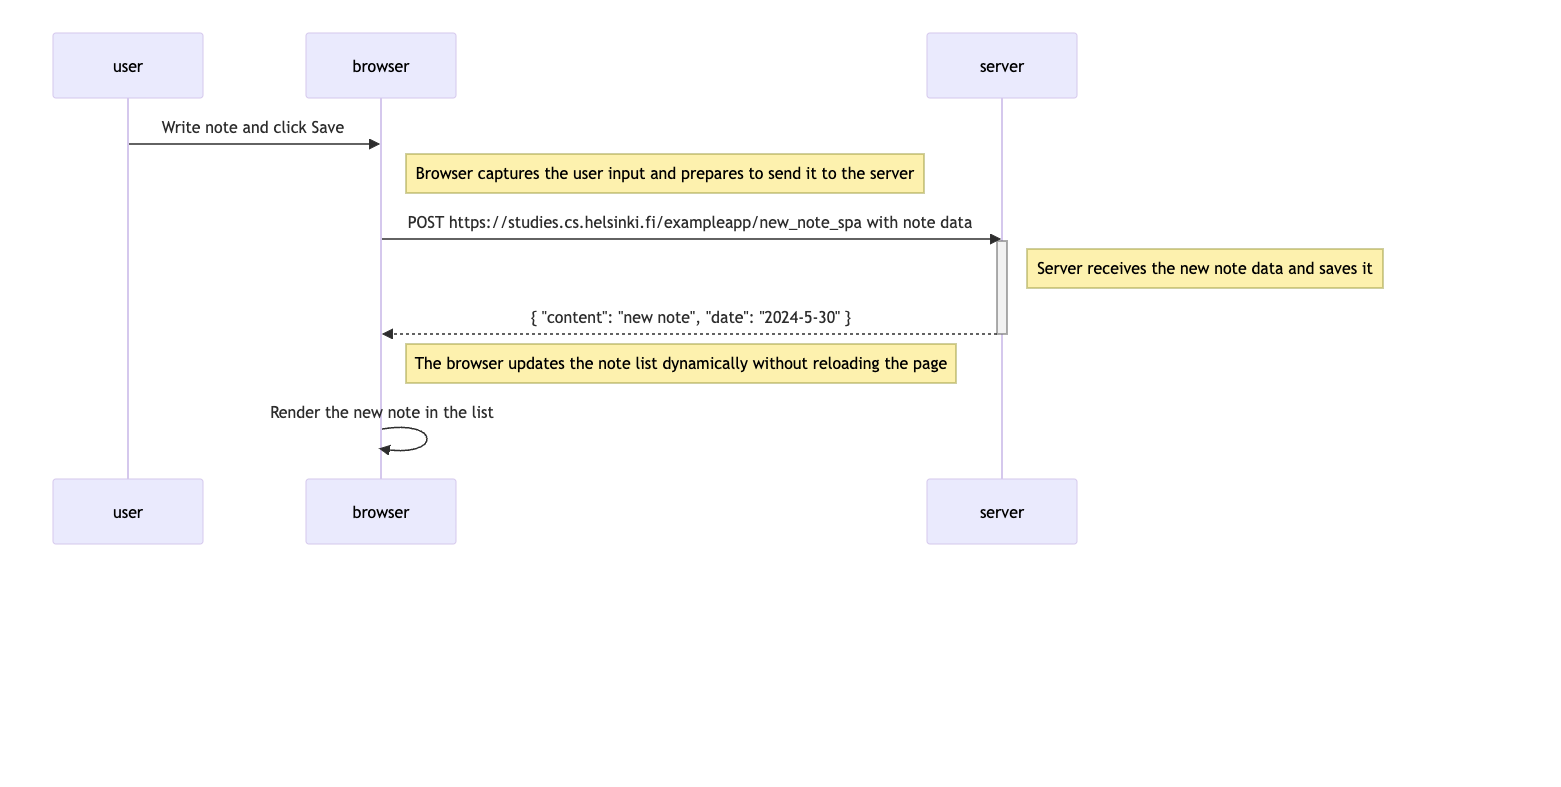 user
browser
server
Write note and click Save
Browser captures the user input and prepares to send it to the server
POST https://studies.cs.helsinki.fi/exampleapp/new_note_spa with note data
Server receives the new note data and saves it
{ "content": "new note", "date": "2024-5-30" }
The browser updates the note list dynamically without reloading the page
Render the new note in the list
user
browser
server